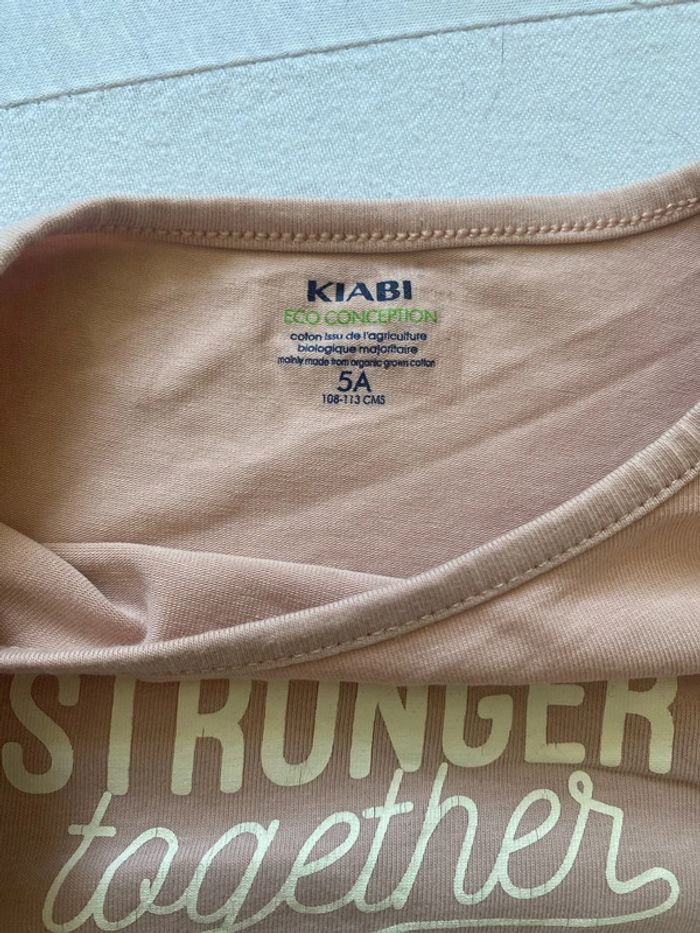 KIABI
ECO CONCEPTION
coton issu de l'agriculture
biologique majoritaire
mainly made from organic grown cotton
5A
108-113 CMS
STRONGER
together